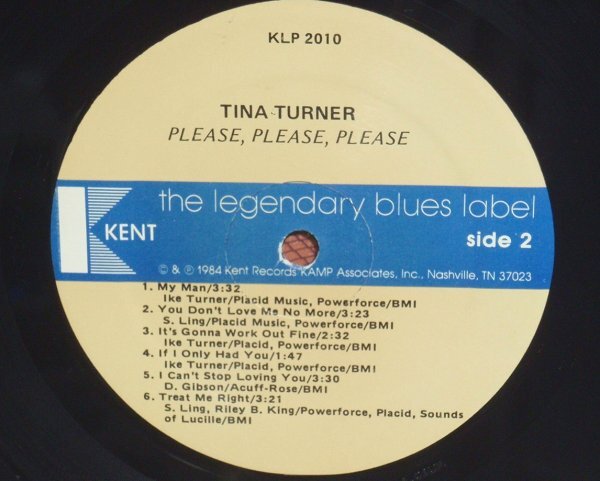 KLP 2010
TINA TURNER
PLEASE, PLEASE, PLEASE
KENT
the legendary blues label
side 2
© & ℗ 1984 Kent Records KAMP Associates, Inc., Nashville, TN 37023
1. My Man/3:32
Ike Turner/Placid Music, Powerforce/BMI
2. You Don't Love Me No More/3:23
S. Ling/Placid Music, Powerforce/BMI
3. It's Gonna Work Out Fine/2:32
Ike Turner/Placid, Powerforce/BMI
4. If I Only Had You/1:47
Ike Turner/Placid, Powerforce/BMI
5. I Can't Stop Loving You/3:30
D. Gibson/Acuff-Rose/BMI
6. Treat Me Right/3:21
S. Ling, Riley B. King/Powerforce, Placid, Sounds
of Lucille/BMI